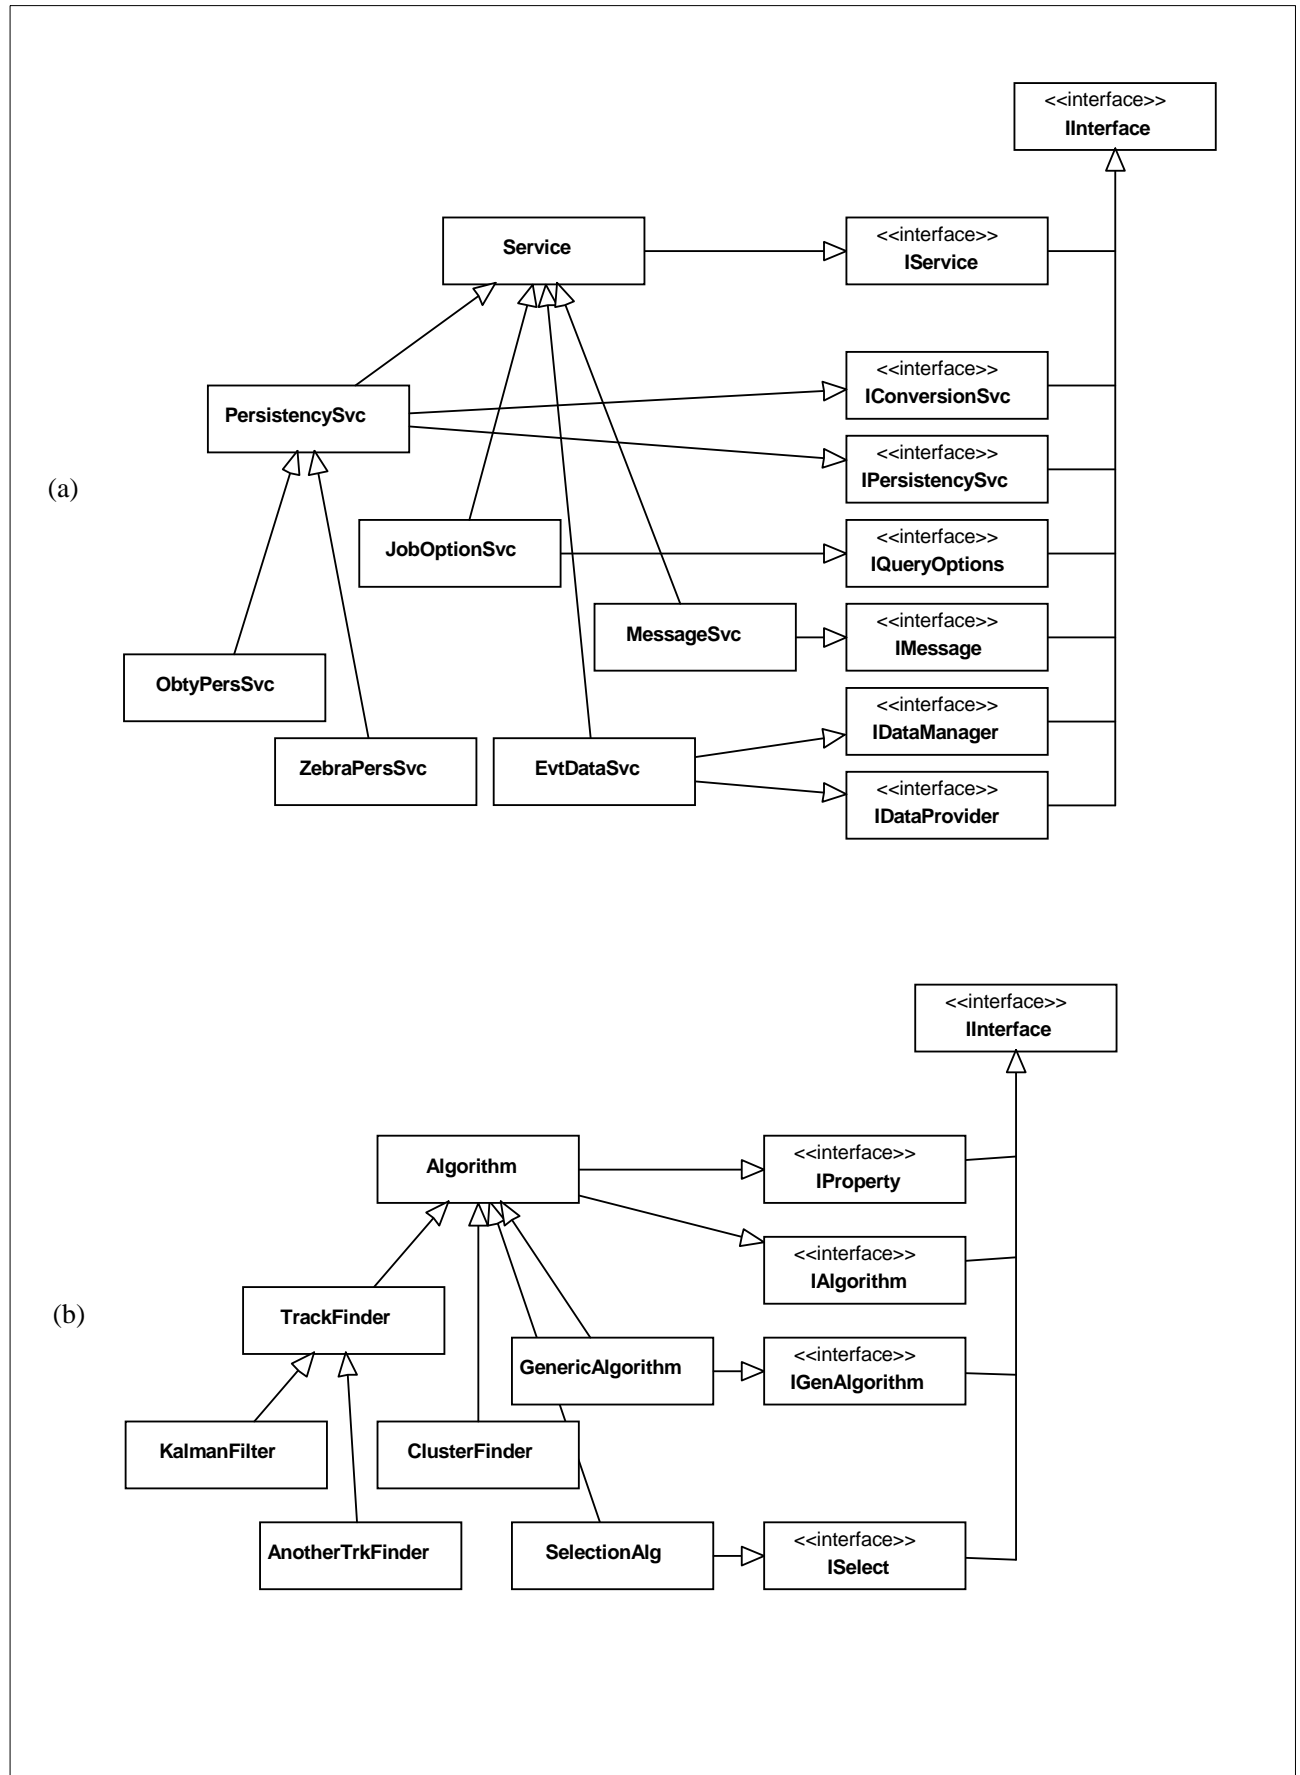 <<interface>>
IInterface
Service
<<interface>>
IService
<<interface>>
IConversionSvc
PersistencySvc
<<interface>>
IPersistencySvc
(a)
JobOptionSvc
<<interface>>
IQueryOptions
MessageSvc
<<interface>>
IMessage
ObtyPersSvc
<<interface>>
IDataManager
ZebraPersSvc
EvtDataSvc
<<interface>>
IDataProvider
<<interface>>
IInterface
Algorithm
<<interface>>
IProperty
<<interface>>
IAlgorithm
(b)
TrackFinder
GenericAlgorithm
<<interface>>
IGenAlgorithm
KalmanFilter
ClusterFinder
AnotherTrkFinder
SelectionAlg
<<interface>>
ISelect